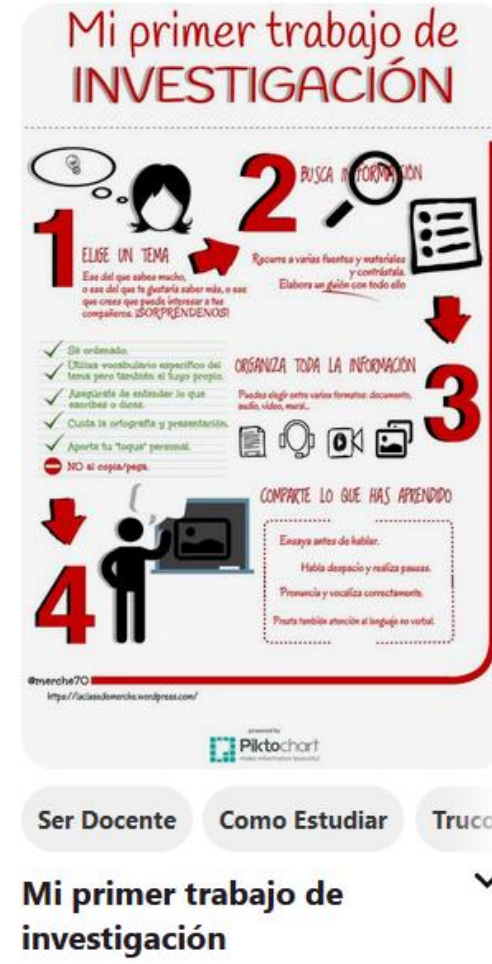 Mi primer trabajo de
INVESTIGACIÓN
1
ELIGE UN TEMA
Ese del que sabes mucho,
o ese del que te gustaría saber más, o ese
que crees que puede interesar a tus
compañeros. ¡SORPRÉNDENOS!
2
BUSCA INFORMACIÓN
Recurre a varias fuentes y materiales
y contrástala.
Elabora un guión con todo ello
Sé ordenado.
Utiliza vocabulario específico del
tema pero también el tuyo propio.
Asegúrate de entender lo que
escribes o dices.
Cuida la ortografía y presentación.
Aporta tu "toque" personal.
NO al copia/pega.
ORGANIZA TODA LA INFORMACIÓN
3
Puedes elegir entre varios formatos: documento,
audio, vídeo, mural...
4
COMPARTE LO QUE HAS APRENDIDO
Ensaya antes de hablar.
Habla despacio y realiza pausas.
Pronuncia y vocaliza correctamente.
Presta también atención al lenguaje no verbal.
@merche70
https://laclasedemerche.wordpress.com/
powered by
Piktochart
make information beautiful
Ser Docente
Como Estudiar
Truco
Mi primer trabajo de
investigación